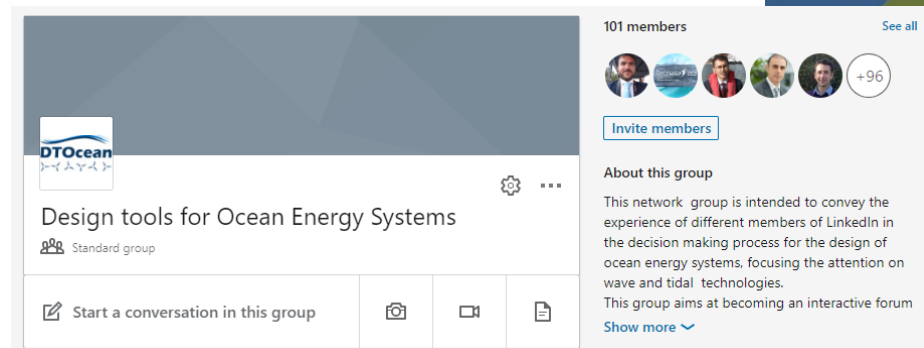 DTOcean
Design tools for Ocean Energy Systems
Standard group
Start a conversation in this group
101 members
See all
+96
Invite members
About this group
This network group is intended to convey the
experience of different members of LinkedIn in
the decision making process for the design of
ocean energy systems, focusing the attention on
wave and tidal technologies.
This group aims at becoming an interactive forum
Show more